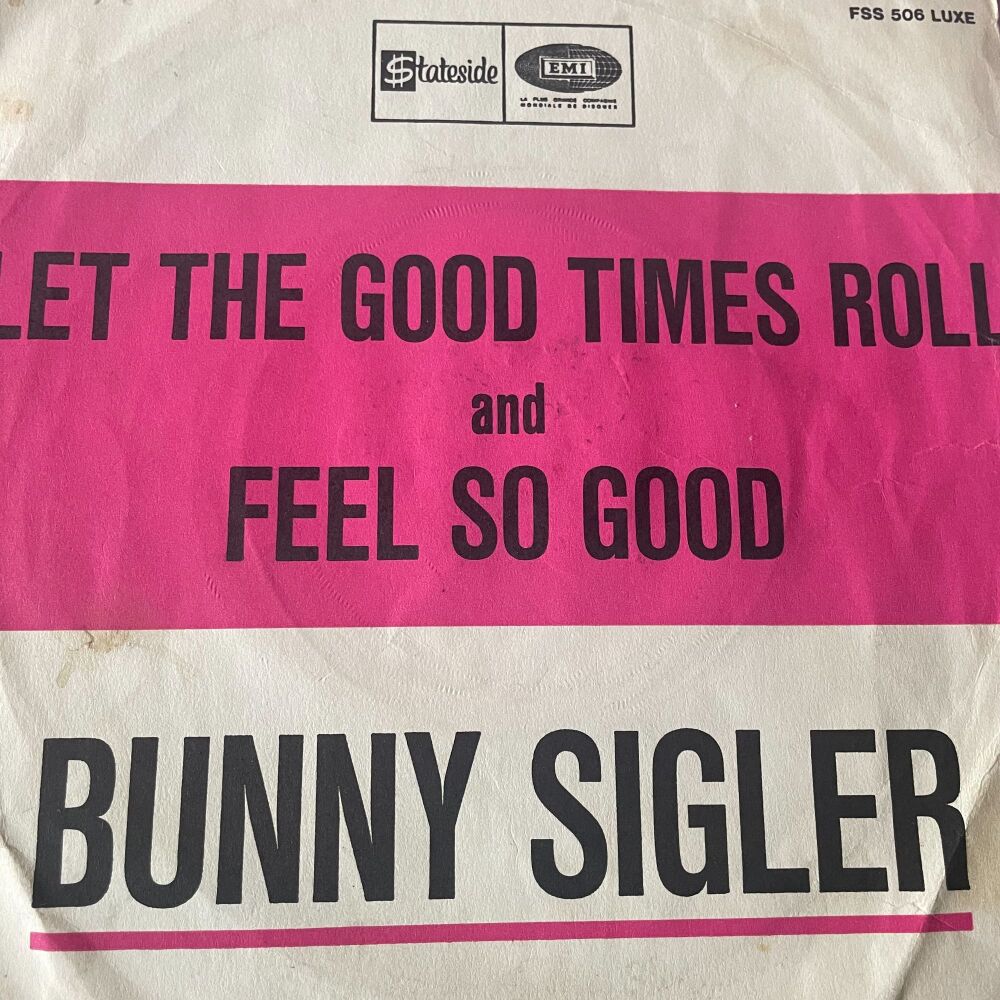 FSS 506 LUXE
$tateside
EMI
LA PLUS GRANDE COMPAGNIE
MONDIALE DE DISQUES
LET THE GOOD TIMES ROLL
and
FEEL SO GOOD
BUNNY SIGLER